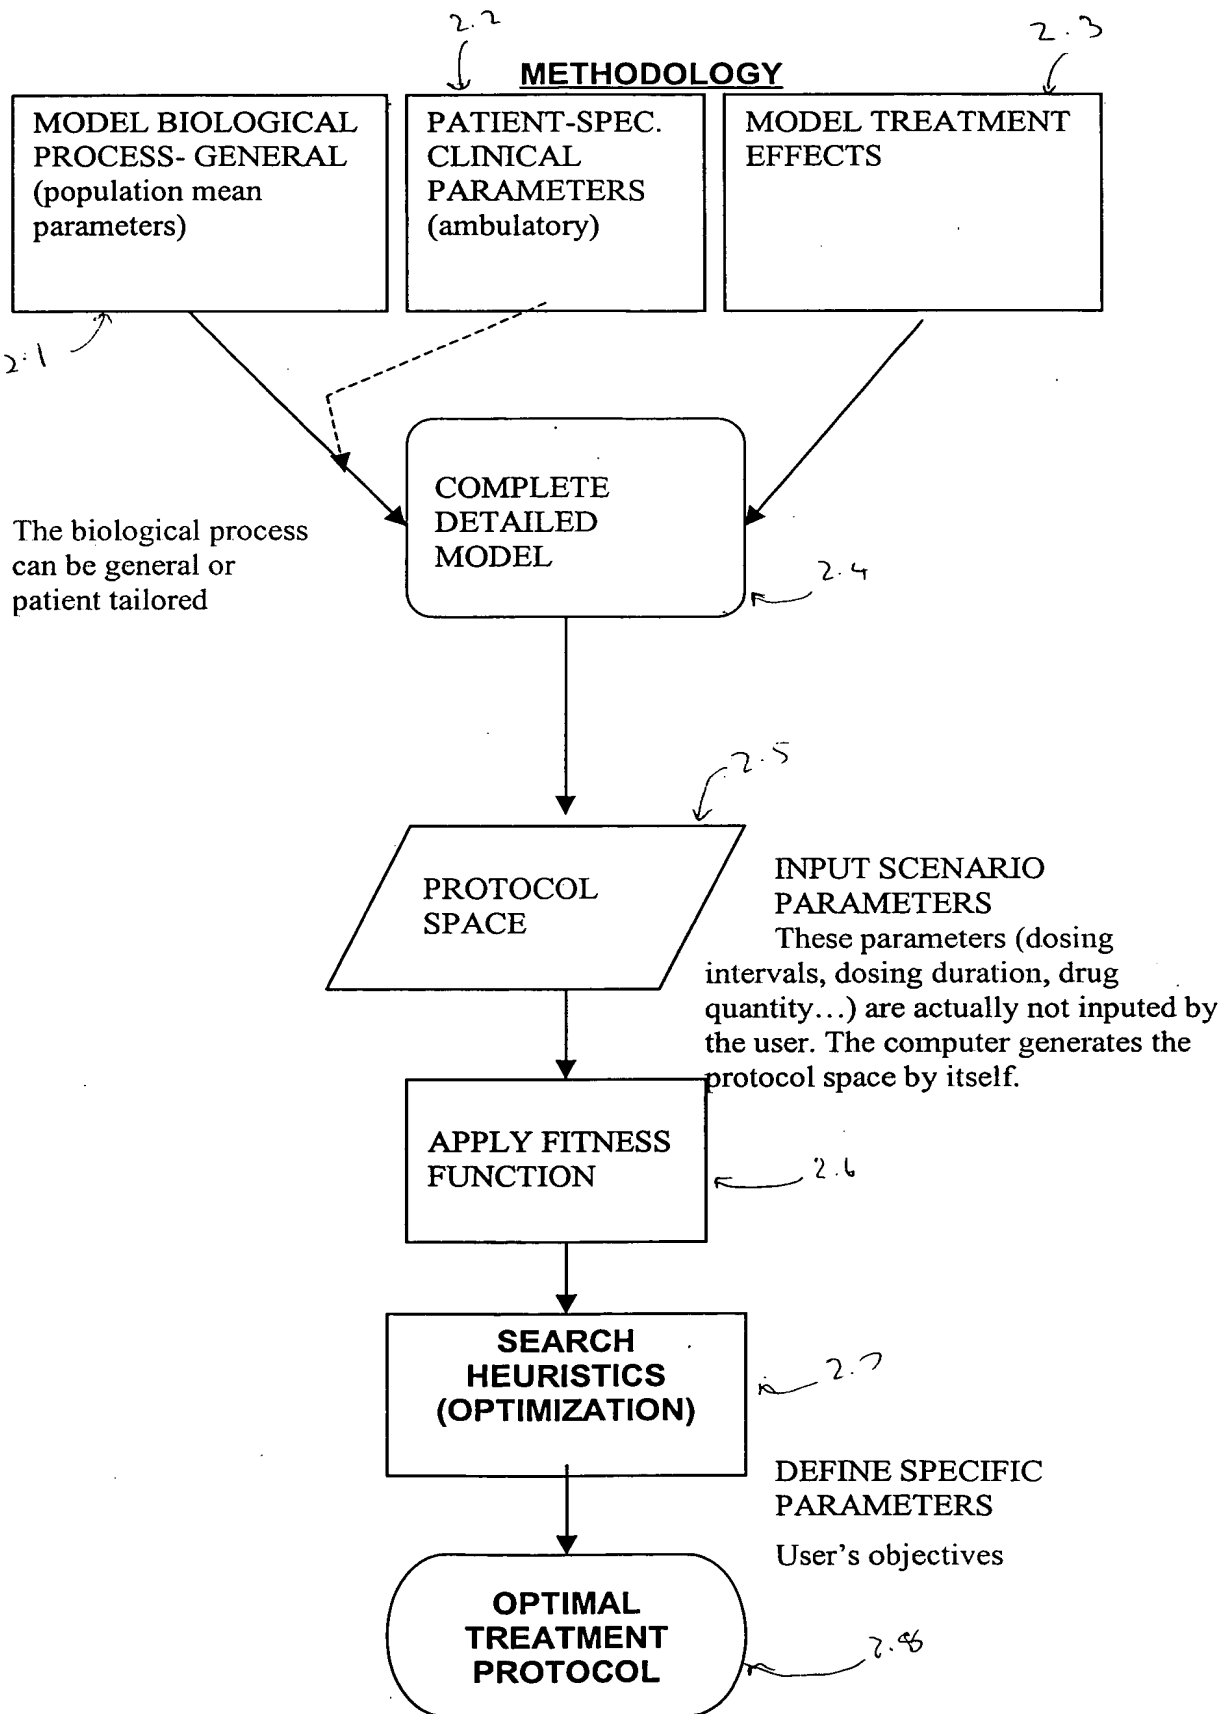 2.2
2.3
METHODOLOGY
MODEL BIOLOGICAL
PROCESS- GENERAL
(population mean
parameters)
PATIENT-SPEC.
CLINICAL
PARAMETERS
(ambulatory)
MODEL TREATMENT
EFFECTS
2.1
COMPLETE
DETAILED
MODEL
The biological process
can be general or
patient tailored
2.4
2.5
PROTOCOL
SPACE
INPUT SCENARIO
PARAMETERS
These parameters (dosing
intervals, dosing duration, drug
quantity...) are actually not inputed by
the user. The computer generates the
protocol space by itself.
APPLY FITNESS
FUNCTION
2.6
SEARCH
HEURISTICS
(OPTIMIZATION)
2.7
DEFINE SPECIFIC
PARAMETERS
User's objectives
OPTIMAL
TREATMENT
PROTOCOL
2.8